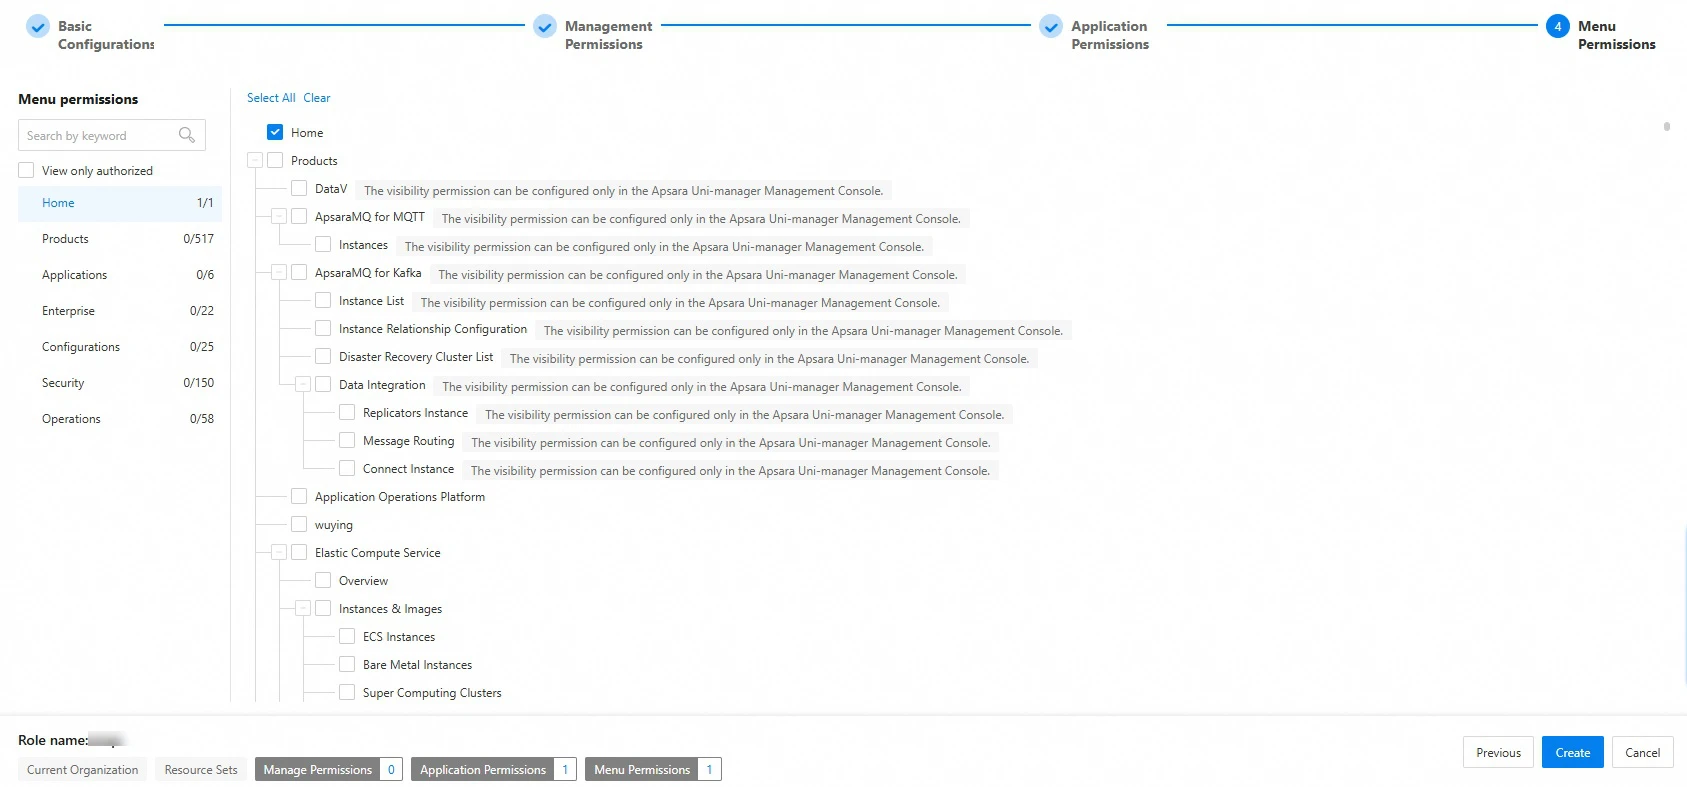 Basic Configurations
Management Permissions
Application Permissions
4 Menu Permissions
Menu permissions
Search by keyword
View only authorized
Home 1/1
Products 0/517
Applications 0/6
Enterprise 0/22
Configurations 0/25
Security 0/150
Operations 0/58
Select All Clear
Home
Products
DataV The visibility permission can be configured only in the Apsara Uni-manager Management Console.
ApsaraMQ for MQTT The visibility permission can be configured only in the Apsara Uni-manager Management Console.
Instances The visibility permission can be configured only in the Apsara Uni-manager Management Console.
ApsaraMQ for Kafka The visibility permission can be configured only in the Apsara Uni-manager Management Console.
Instance List The visibility permission can be configured only in the Apsara Uni-manager Management Console.
Instance Relationship Configuration The visibility permission can be configured only in the Apsara Uni-manager Management Console.
Disaster Recovery Cluster List The visibility permission can be configured only in the Apsara Uni-manager Management Console.
Data Integration The visibility permission can be configured only in the Apsara Uni-manager Management Console.
Replicators Instance The visibility permission can be configured only in the Apsara Uni-manager Management Console.
Message Routing The visibility permission can be configured only in the Apsara Uni-manager Management Console.
Connect Instance The visibility permission can be configured only in the Apsara Uni-manager Management Console.
Application Operations Platform
wuying
Elastic Compute Service
Overview
Instances & Images
ECS Instances
Bare Metal Instances
Super Computing Clusters
Role name:
Current Organization Resource Sets Manage Permissions 0 Application Permissions 1 Menu Permissions 1
Previous Create Cancel